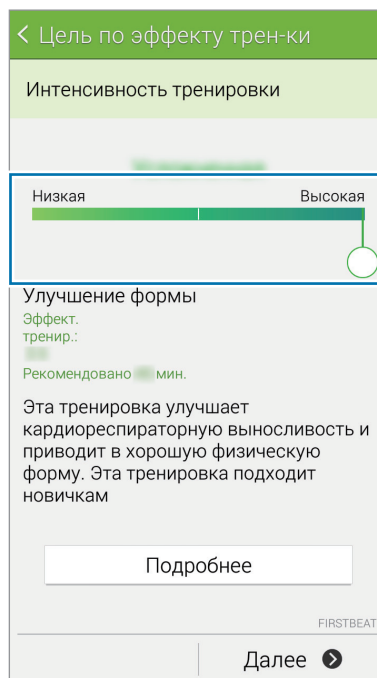 Цель по эффекту трен-ки
Интенсивность тренировки
Низкая Высокая
Улучшение формы
Эффект.
тренир.:
Рекомендовано мин.
Эта тренировка улучшает
кардиореспираторную выносливость и
приводит в хорошую физическую
форму. Эта тренировка подходит
новичкам
Подробнее
FIRSTBEAT
Далее